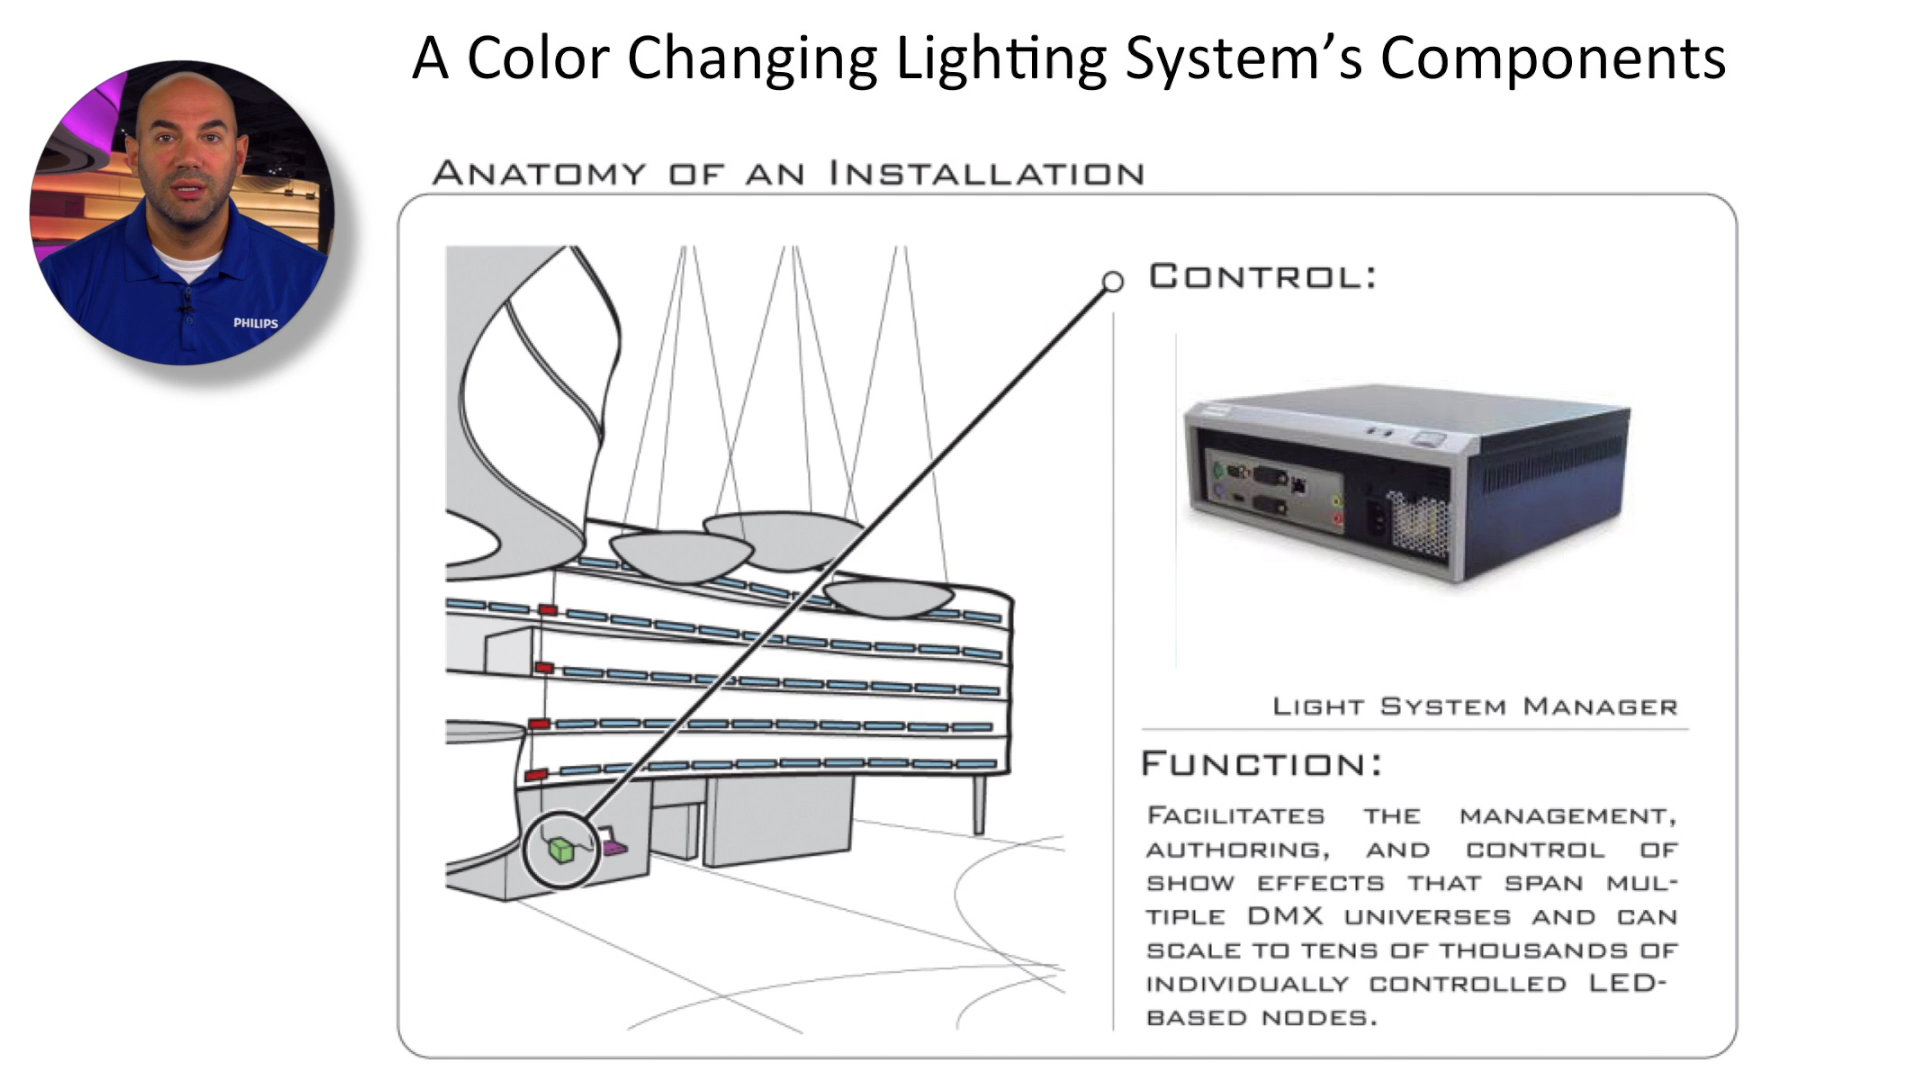 A Color Changing Lighting System’s Components
ANATOMY OF AN INSTALLATION
PHILIPS
CONTROL:
LIGHT SYSTEM MANAGER
FUNCTION:
FACILITATES THE MANAGEMENT,
AUTHORING, AND CONTROL OF
SHOW EFFECTS THAT SPAN MUL-
TIPLE DMX UNIVERSES AND CAN
SCALE TO TENS OF THOUSANDS OF
INDIVIDUALLY CONTROLLED LED-
BASED NODES.